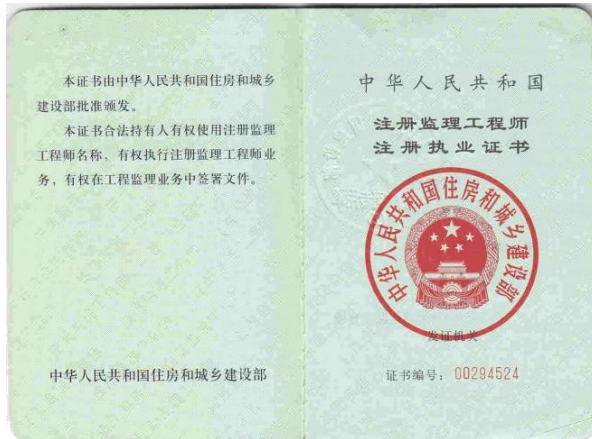 本证书由中华人民共和国住房和城乡
建设部批准颁发。
本证书合法持有人有权使用注册监理
工程师名称，有权执行注册监理工程师业
务，有权在工程监理业务中签署文件。
中华人民共和国住房和城乡建设部
中华人民共和国
注册监理工程师
注册执业证书
中华人民共和国住房和城乡建设部
发证机关
证书编号：00294524